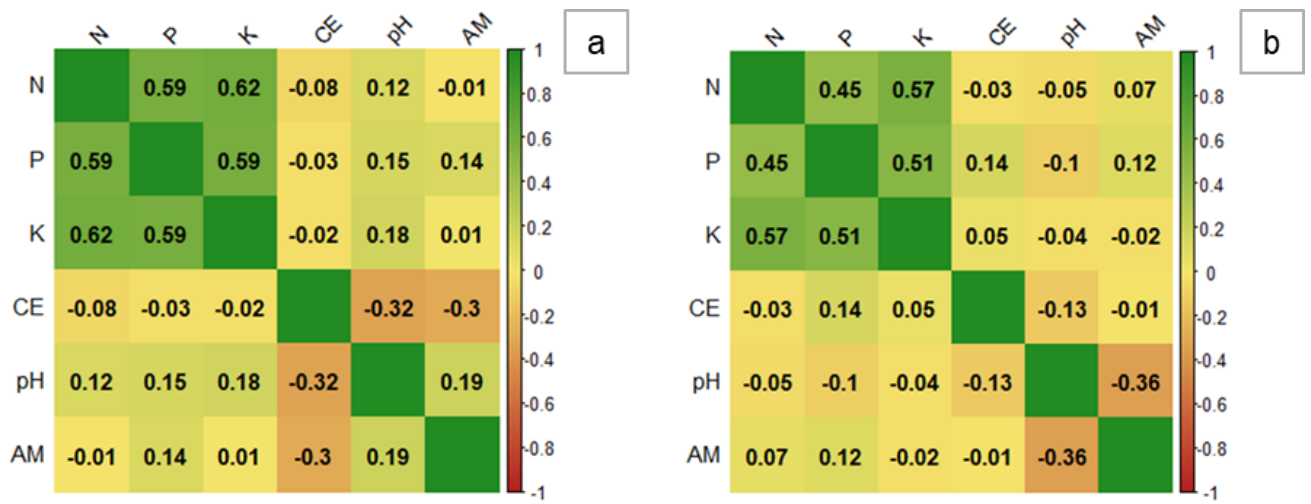 N P K CE pH AM
N 0.59 0.62 -0.08 0.12 -0.01
P 0.59 0.59 -0.03 0.15 0.14
K 0.62 0.59 -0.02 0.18 0.01
CE -0.08 -0.03 -0.02 -0.32 -0.3
pH 0.12 0.15 0.18 -0.32 0.19
AM -0.01 0.14 0.01 -0.3 0.19
1
0.8
0.6
0.4
0.2
0
-0.2
-0.4
-0.6
-0.8
-1
a
N P K CE pH AM
N 0.45 0.57 -0.03 -0.05 0.07
P 0.45 0.51 0.14 -0.1 0.12
K 0.57 0.51 0.05 -0.04 -0.02
CE -0.03 0.14 0.05 -0.13 -0.01
pH -0.05 -0.1 -0.04 -0.13 -0.36
AM 0.07 0.12 -0.02 -0.01 -0.36
1
0.8
0.6
0.4
0.2
0
-0.2
-0.4
-0.6
-0.8
-1
b